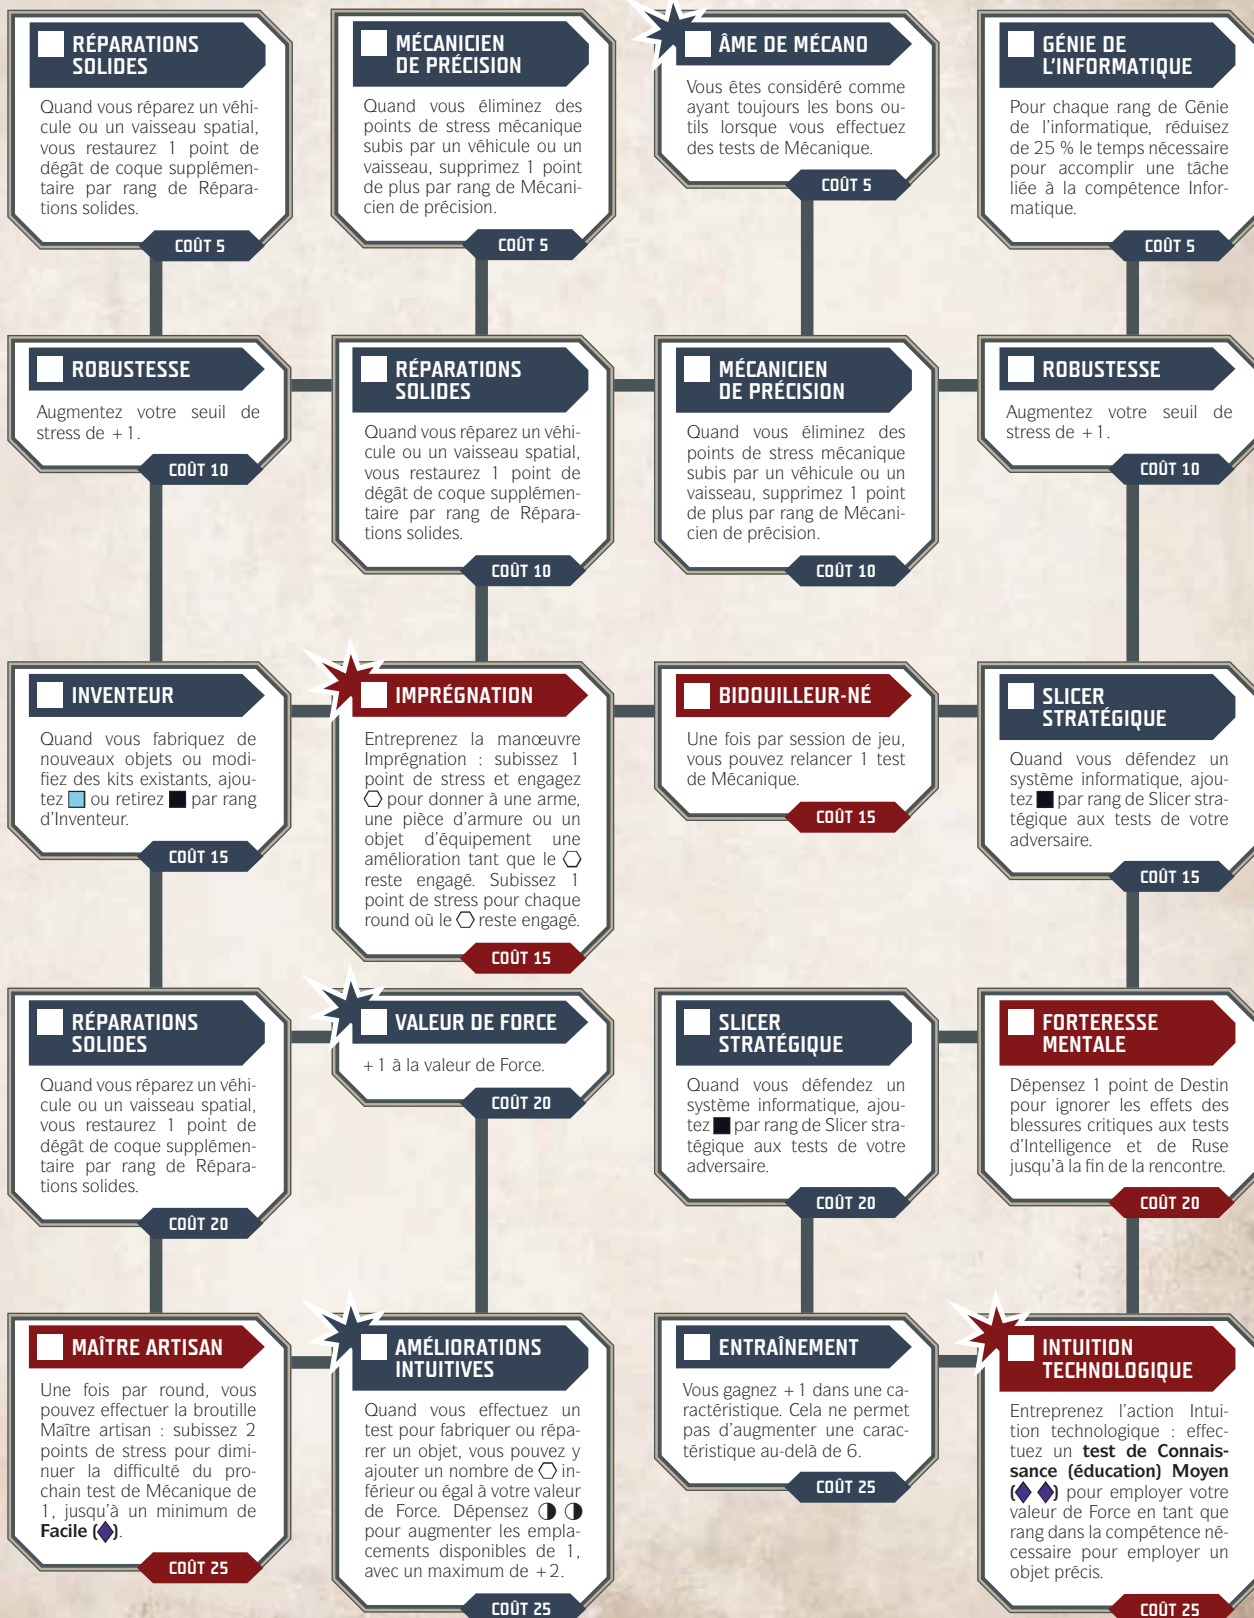 RÉPARATIONS
SOLIDES
Quand vous réparez un véhi-
cule ou un vaisseau spatial,
vous restaurez 1 point de
dégât de coque supplémen-
taire par rang de Répara-
tions solides.
COÛT 5
MÉCANICIEN
DE PRÉCISION
Quand vous éliminez des
points de stress mécanique
subis par un véhicule ou un
vaisseau, supprimez 1 point
de plus par rang de Mécani-
cien de précision.
COÛT 5
ÂME DE MÉCANO
Vous êtes considéré comme
ayant toujours les bons ou-
tils lorsque vous effectuez
des tests de Mécanique.
COÛT 5
GÉNIE DE
L'INFORMATIQUE
Pour chaque rang de Génie
de l'informatique, réduisez
de 25 % le temps nécessaire
pour accomplir une tâche
liée à la compétence Infor-
matique.
COÛT 5
ROBUSTESSE
Augmentez votre seuil de
stress de +1.
COÛT 10
RÉPARATIONS
SOLIDES
Quand vous réparez un véhi-
cule ou un vaisseau spatial,
vous restaurez 1 point de
dégât de coque supplémen-
taire par rang de Répara-
tions solides.
COÛT 10
MÉCANICIEN
DE PRÉCISION
Quand vous éliminez des
points de stress mécanique
subis par un véhicule ou un
vaisseau, supprimez 1 point
de plus par rang de Mécani-
cien de précision.
COÛT 10
ROBUSTESSE
Augmentez votre seuil de
stress de +1.
COÛT 10
INVENTEUR
Quand vous fabriquez de
nouveaux objets ou modi-
fiez des kits existants, ajou-
tez ou retirez par rang
d'Inventeur.
COÛT 15
IMPRÉGNATION
Entreprenez la manœuvre
Imprégnation : subissez 1
point de stress et engagez
pour donner à une arme,
une pièce d'armure ou un
objet d'équipement une
amélioration tant que le
reste engagé. Subissez 1
point de stress pour chaque
round où le reste engagé.
COÛT 15
BIDOUILLEUR-NÉ
Une fois par session de jeu,
vous pouvez relancer 1 test
de Mécanique.
COÛT 15
SLICER
STRATÉGIQUE
Quand vous défendez un
système informatique, ajou-
tez par rang de Slicer stra-
tégique aux tests de votre
adversaire.
COÛT 15
RÉPARATIONS
SOLIDES
Quand vous réparez un véhi-
cule ou un vaisseau spatial,
vous restaurez 1 point de
dégât de coque supplémen-
taire par rang de Répara-
tions solides.
COÛT 20
VALEUR DE FORCE
+1 à la valeur de Force.
COÛT 20
SLICER
STRATÉGIQUE
Quand vous défendez un
système informatique, ajou-
tez par rang de Slicer stra-
tégique aux tests de votre
adversaire.
COÛT 20
FORTERESSE
MENTALE
Dépensez 1 point de Destin
pour ignorer les effets des
blessures critiques aux tests
d'Intelligence et de Ruse
jusqu'à la fin de la rencontre.
COÛT 20
MAÎTRE ARTISAN
Une fois par round, vous
pouvez effectuer la broutille
Maître artisan : subissez 2
points de stress pour dimi-
nuer la difficulté du pro-
chain test de Mécanique de
1, jusqu'à un minimum de
Facile (◆).
COÛT 25
AMÉLIORATIONS
INTUITIVES
Quand vous effectuez un
test pour fabriquer ou répa-
rer un objet, vous pouvez y
ajouter un nombre de in-
férieur ou égal à votre valeur
de Force. Dépensez
pour augmenter les empla-
cements disponibles de 1,
avec un maximum de +2.
COÛT 25
ENTRAÎNEMENT
Vous gagnez +1 dans une ca-
ractéristique. Cela ne permet
pas d'augmenter une carac-
téristique au-delà de 6.
COÛT 25
INTUITION
TECHNOLOGIQUE
Entreprenez l'action Intui-
tion technologique : effec-
tuez un test de Connais-
sance (éducation) Moyen
(◆ ◆) pour employer votre
valeur de Force en tant que
rang dans la compétence né-
cessaire pour employer un
objet précis.
COÛT 25